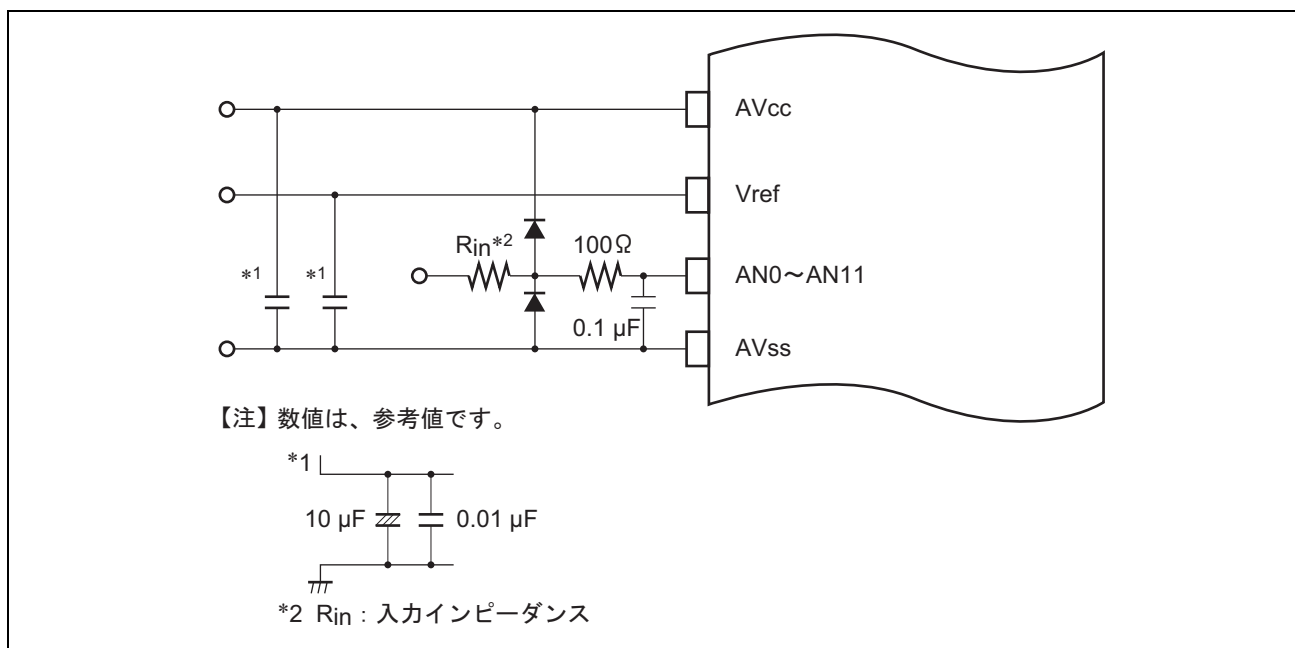 AVcc
Vref
Rin*2
100Ω
*1
*1
AN0～AN11
0.1 μF
AVss
【注】数値は、参考値です。
*1
10 μF
0.01 μF
*2 Rin：入力インピーダンス